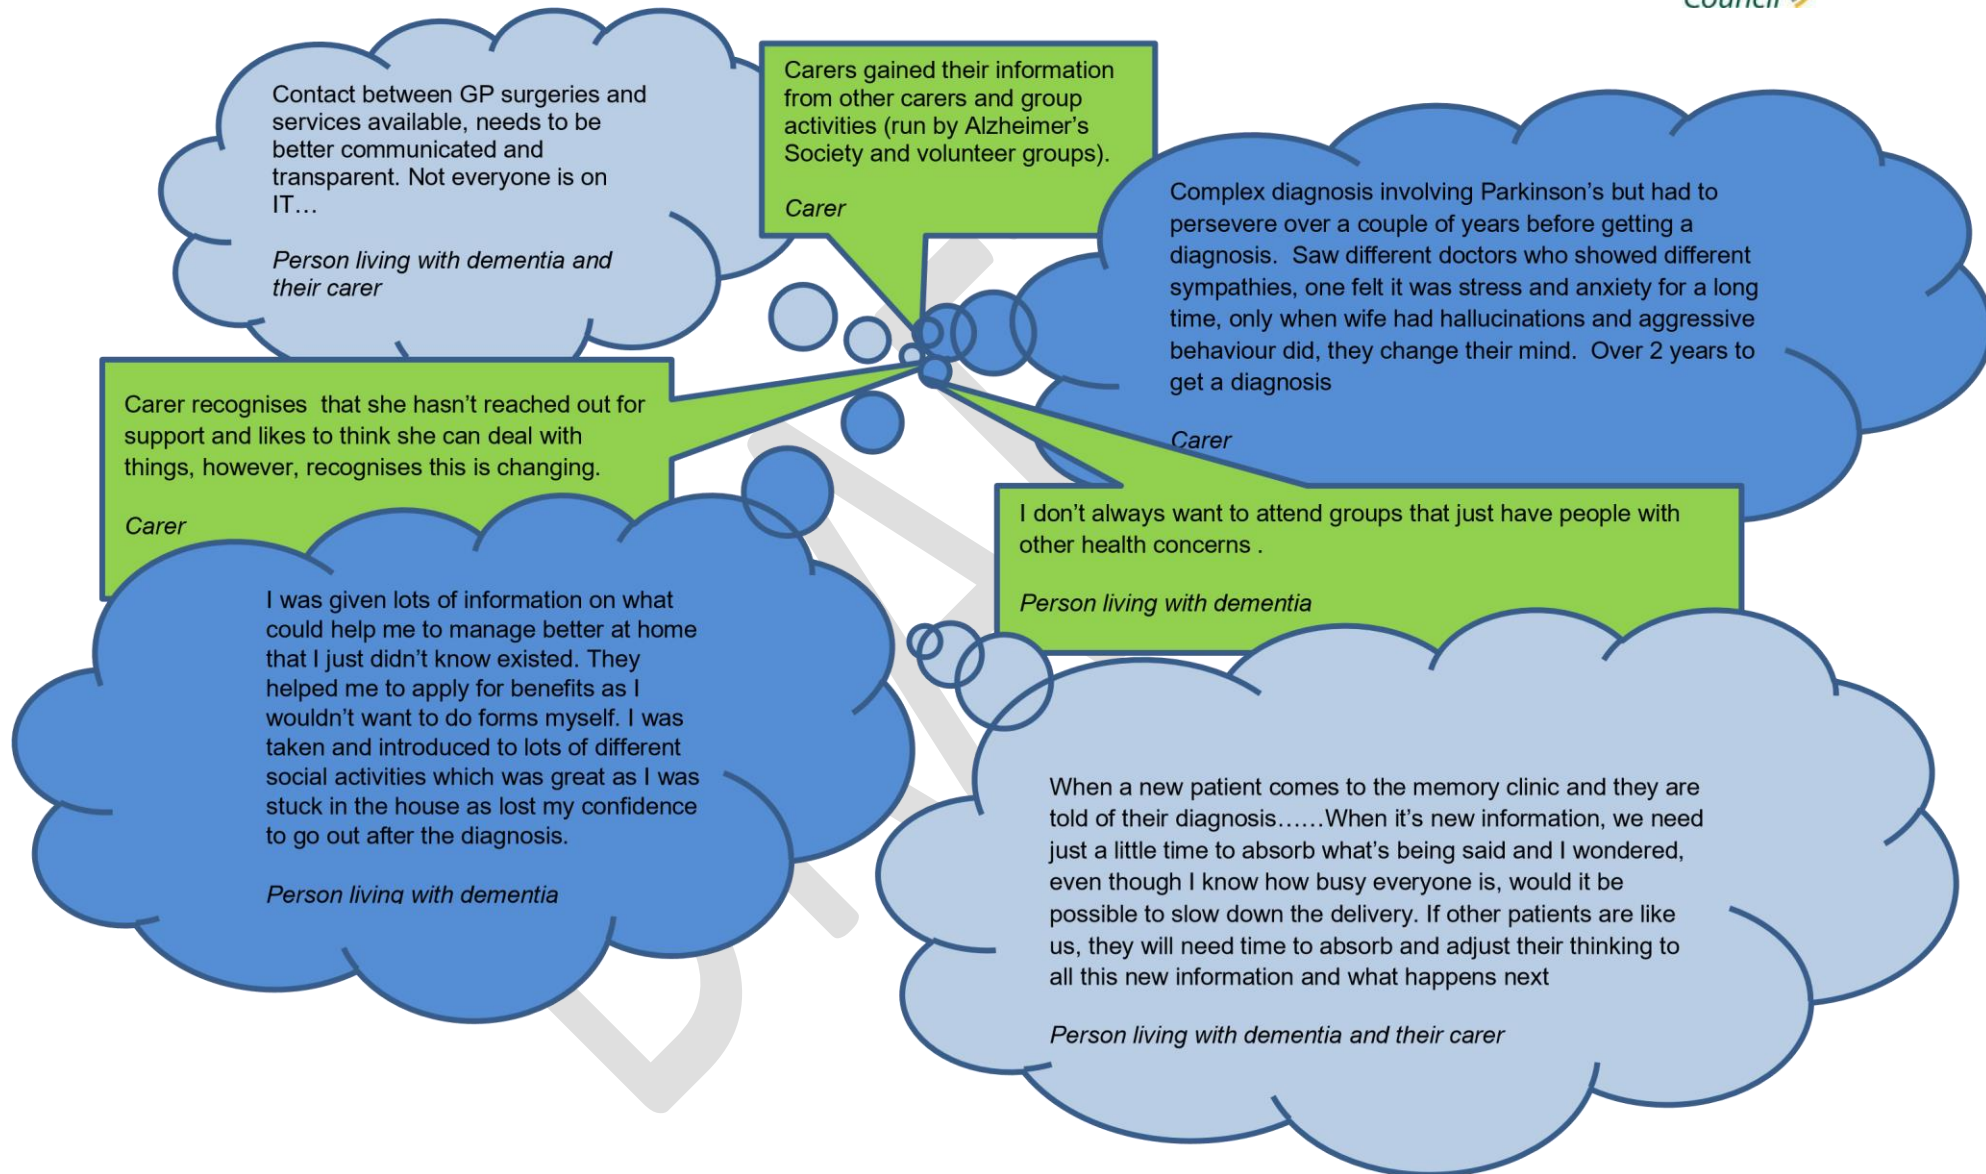 Council
Contact between GP surgeries and
services available, needs to be
better communicated and
transparent. Not everyone is on
IT…
Person living with dementia and
their carer
Carers gained their information
from other carers and group
activities (run by Alzheimer’s
Society and volunteer groups).
Carer
Complex diagnosis involving Parkinson’s but had to
persevere over a couple of years before getting a
diagnosis.  Saw different doctors who showed different
sympathies, one felt it was stress and anxiety for a long
time, only when wife had hallucinations and aggressive
behaviour did, they change their mind.  Over 2 years to
get a diagnosis
Carer
Carer recognises  that she hasn’t reached out for
support and likes to think she can deal with
things, however, recognises this is changing.
Carer
I don’t always want to attend groups that just have people with
other health concerns .
Person living with dementia
I was given lots of information on what
could help me to manage better at home
that I just didn’t know existed. They
helped me to apply for benefits as I
wouldn’t want to do forms myself. I was
taken and introduced to lots of different
social activities which was great as I was
stuck in the house as lost my confidence
to go out after the diagnosis.
Person living with dementia
When a new patient comes to the memory clinic and they are
told of their diagnosis……When it’s new information, we need
just a little time to absorb what’s being said and I wondered,
even though I know how busy everyone is, would it be
possible to slow down the delivery. If other patients are like
us, they will need time to absorb and adjust their thinking to
all this new information and what happens next
Person living with dementia and their carer